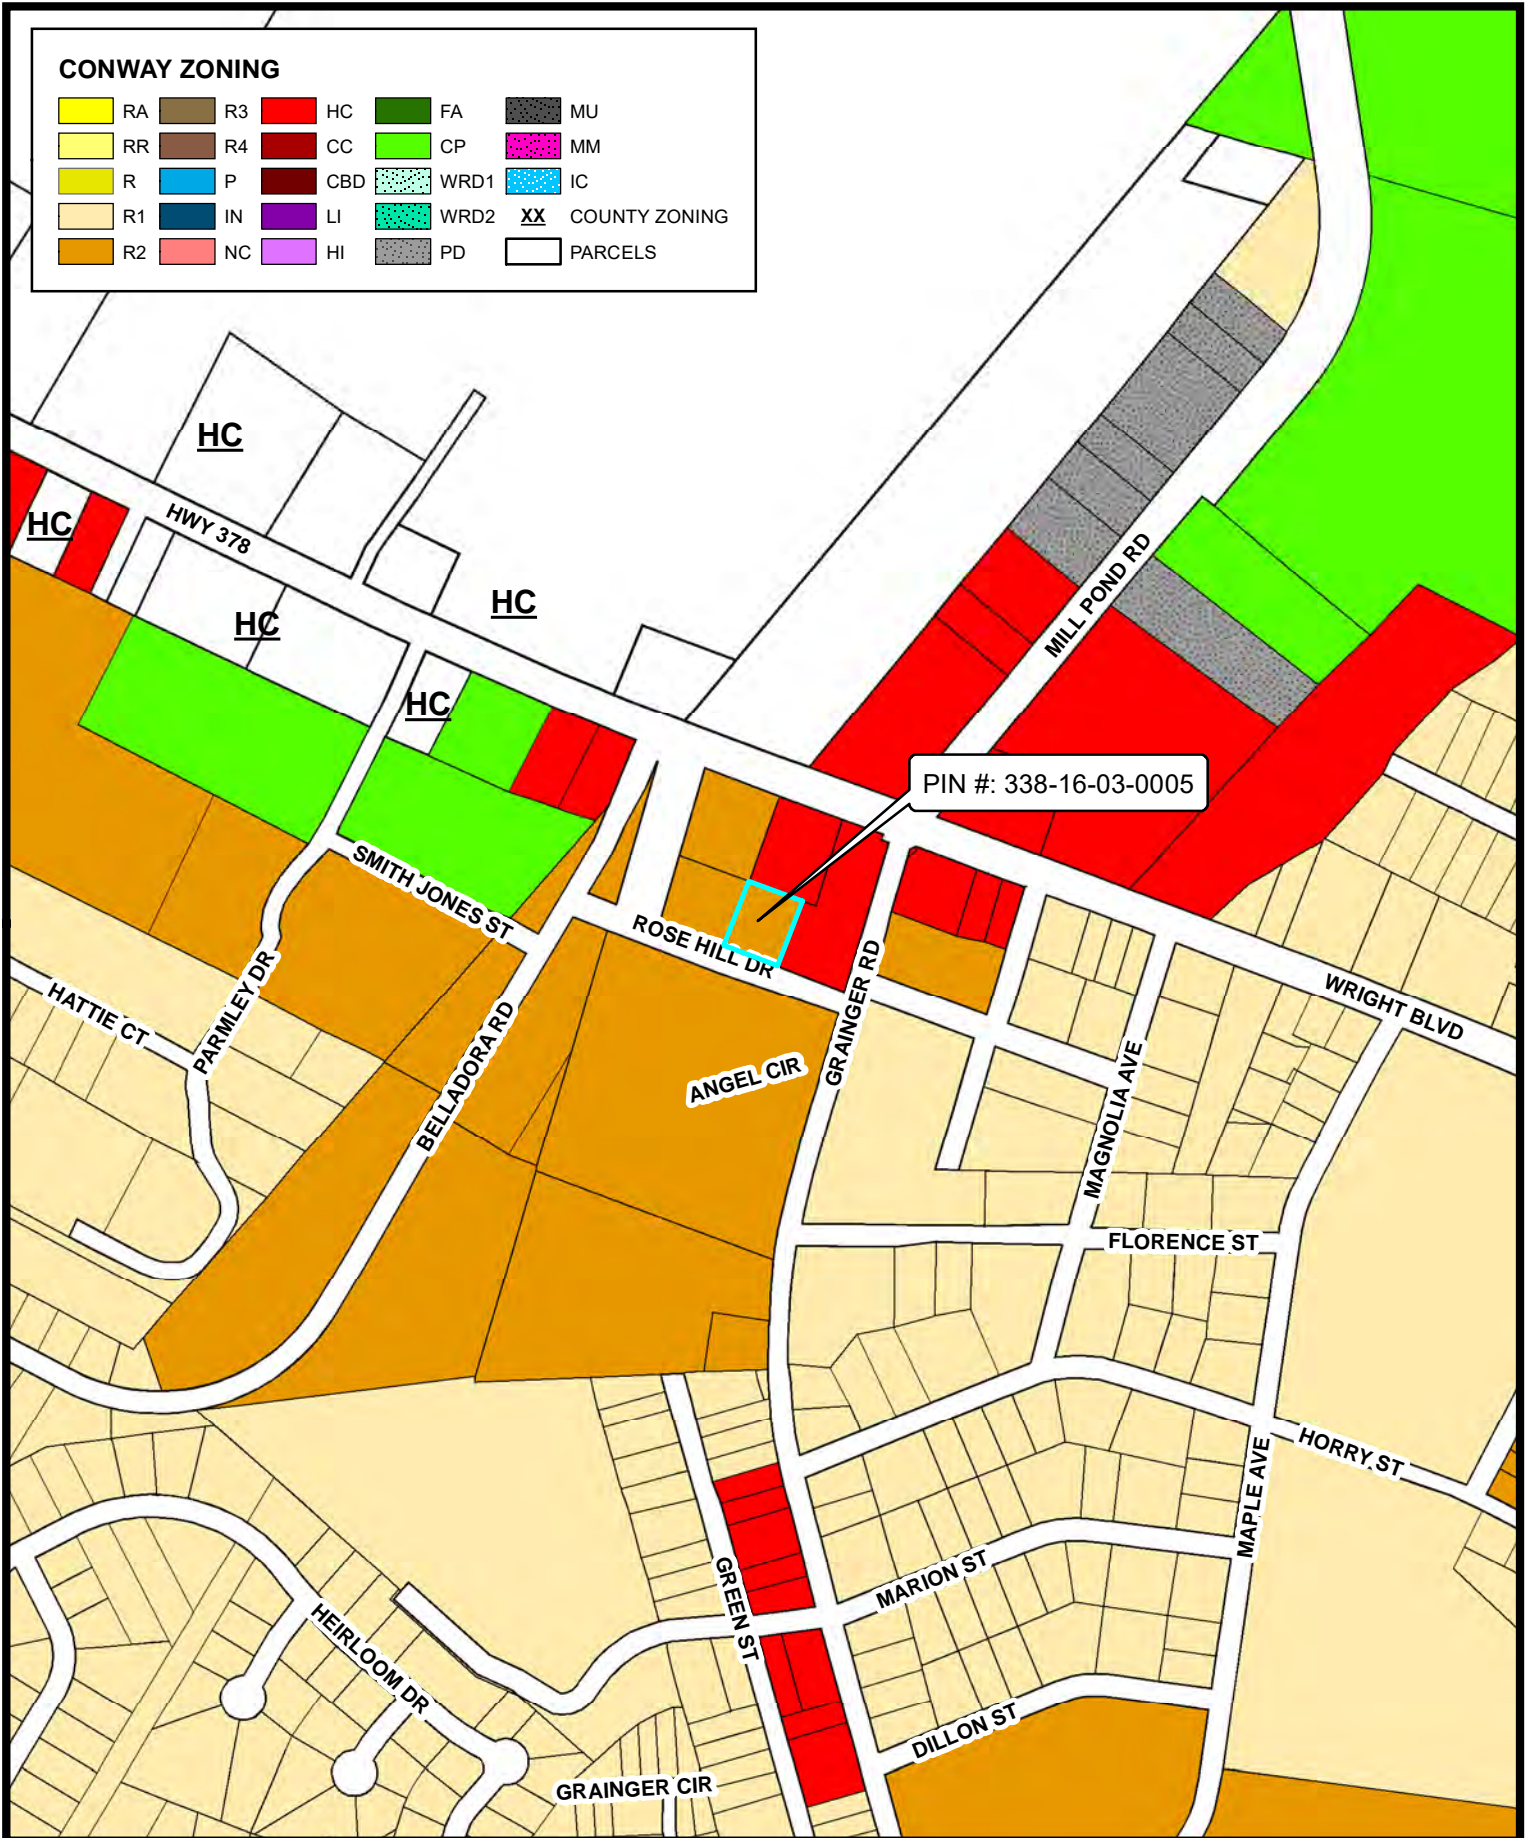 CONWAY ZONING
RA R3 HC FA MU
RR R4 CC CP MM
R P CBD WRD1 IC
R1 IN LI WRD2 XX COUNTY ZONING
R2 NC HI PD PARCELS
HC
HC
HWY 378
HC
HC
HC
MILL POND RD
PIN #: 338-16-03-0005
SMITH JONES ST
ROSE HILL DR
GRAINGER RD
WRIGHT BLVD
HATTIE CT
PARMLEY DR
BELLADORA RD
ANGEL CIR
MAGNOLIA AVE
FLORENCE ST
HORRY ST
MAPLE AVE
GREEN ST
MARION ST
HEIRLOOM DR
DILLON ST
GRAINGER CIR